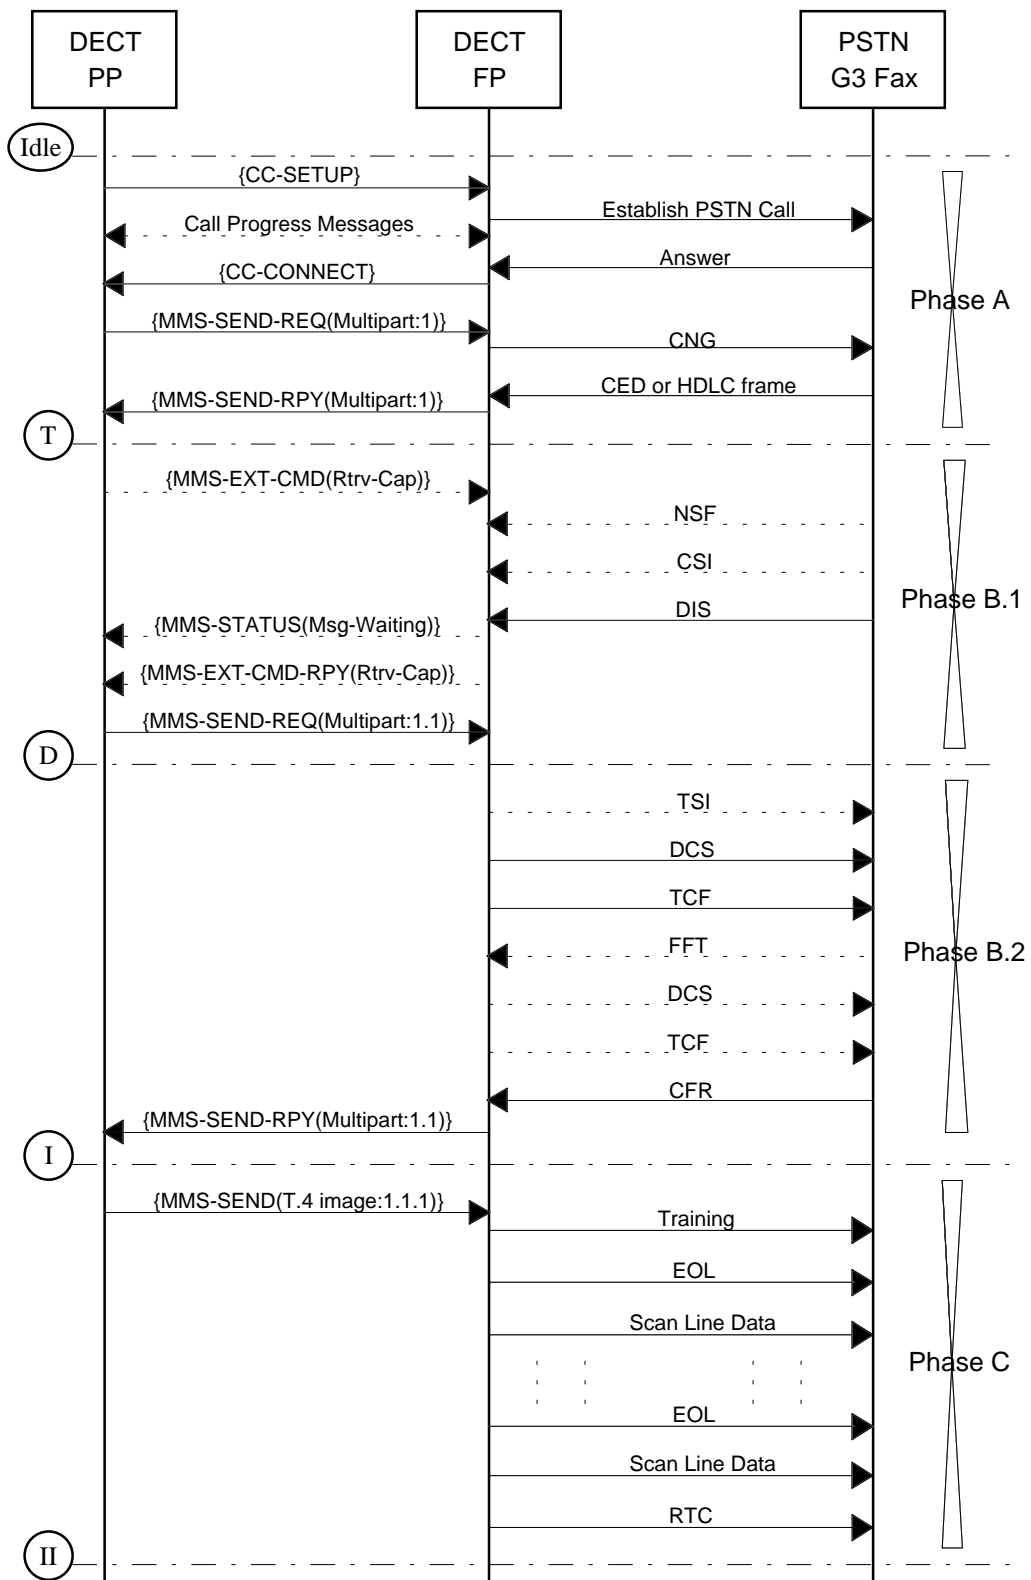 DECT
PP
DECT
FP
PSTN
G3 Fax
Idle
{CC-SETUP}
Establish PSTN Call
Call Progress Messages
Answer
{CC-CONNECT}
Phase A
{MMS-SEND-REQ(Multipart:1)}
CNG
CED or HDLC frame
{MMS-SEND-RPY(Multipart:1)}
T
{MMS-EXT-CMD(Rtrv-Cap)}
NSF
CSI
Phase B.1
DIS
{MMS-STATUS(Msg-Waiting)}
{MMS-EXT-CMD-RPY(Rtrv-Cap)}
{MMS-SEND-REQ(Multipart:1.1)}
D
TSI
DCS
TCF
FFT
Phase B.2
DCS
TCF
CFR
{MMS-SEND-RPY(Multipart:1.1)}
I
{MMS-SEND(T.4 image:1.1.1)}
Training
EOL
Scan Line Data
Phase C
EOL
Scan Line Data
RTC
II